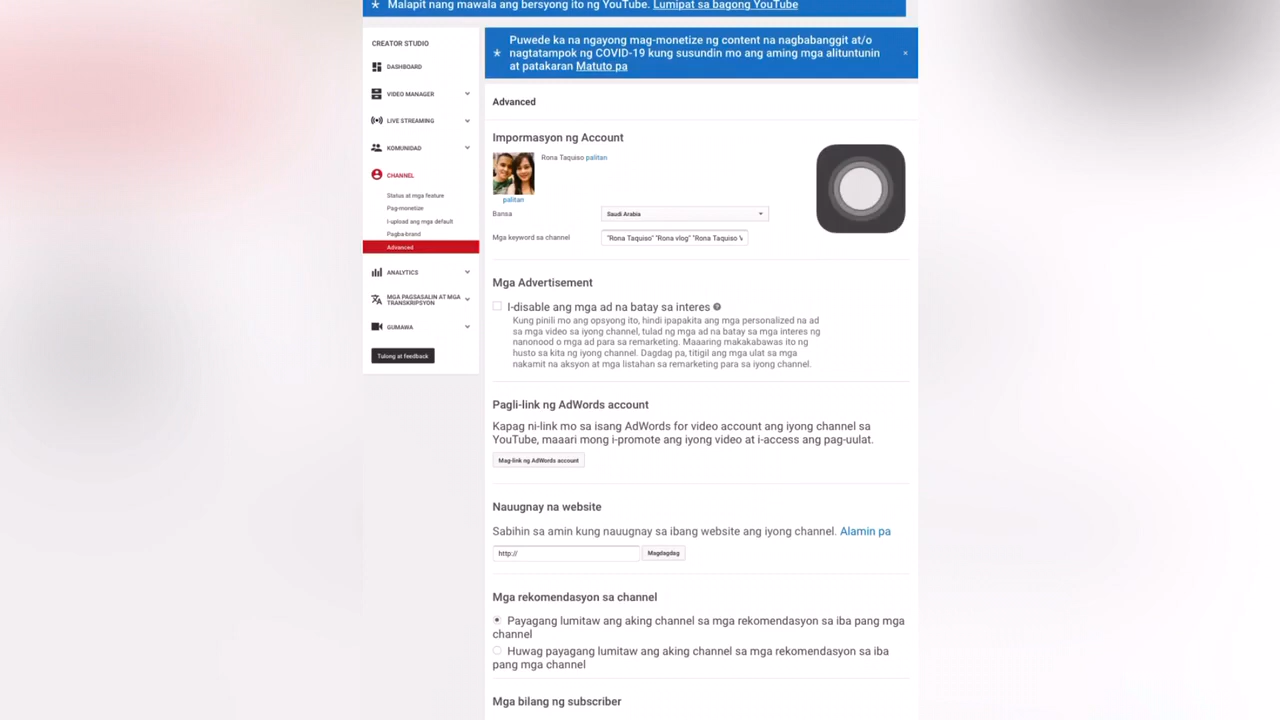 * Malapit nang mawala ang bersyong ito ng YouTube. Lumipat sa bagong YouTube
* Puwede ka na ngayong mag-monetize ng content na nagbabanggit at/o
nagtatampok ng COVID-19 kung susundin mo ang aming mga alituntunin
at patakaran Matuto pa
×
CREATOR STUDIO
DASHBOARD
VIDEO MANAGER
LIVE STREAMING
KOMUNIDAD
CHANNEL
Status at mga feature
Pag-monetize
I-upload ang mga default
Pagba-brand
Advanced
ANALYTICS
MGA PAGSASALIN AT MGA
TRANSKRIPSYON
GUMAWA
Tulong at feedback
Advanced
Impormasyon ng Account
Rona Taquiso palitan
palitan
Bansa
Saudi Arabia
Mga keyword sa channel
"Rona Taquiso" "Rona vlog" "Rona Taquiso V
Mga Advertisement
I-disable ang mga ad na batay sa interes ?
Kung pinili mo ang opsyong ito, hindi ipapakita ang mga personalized na ad
sa mga video sa iyong channel, tulad ng mga ad na batay sa mga interes ng
nanonood o mga ad para sa remarketing. Maaaring makakabawas ito ng
husto sa kita ng iyong channel. Dagdag pa, titigil ang mga ulat sa mga
nakamit na aksyon at mga listahan sa remarketing para sa iyong channel.
Pagli-link ng AdWords account
Kapag ni-link mo sa isang AdWords for video account ang iyong channel sa
YouTube, maaari mong i-promote ang iyong video at i-access ang pag-uulat.
Mag-link ng AdWords account
Nauugnay na website
Sabihin sa amin kung nauugnay sa ibang website ang iyong channel. Alamin pa
http://
Magdagdag
Mga rekomendasyon sa channel
Payagang lumitaw ang aking channel sa mga rekomendasyon sa iba pang mga
channel
Huwag payagang lumitaw ang aking channel sa mga rekomendasyon sa iba
pang mga channel
Mga bilang ng subscriber